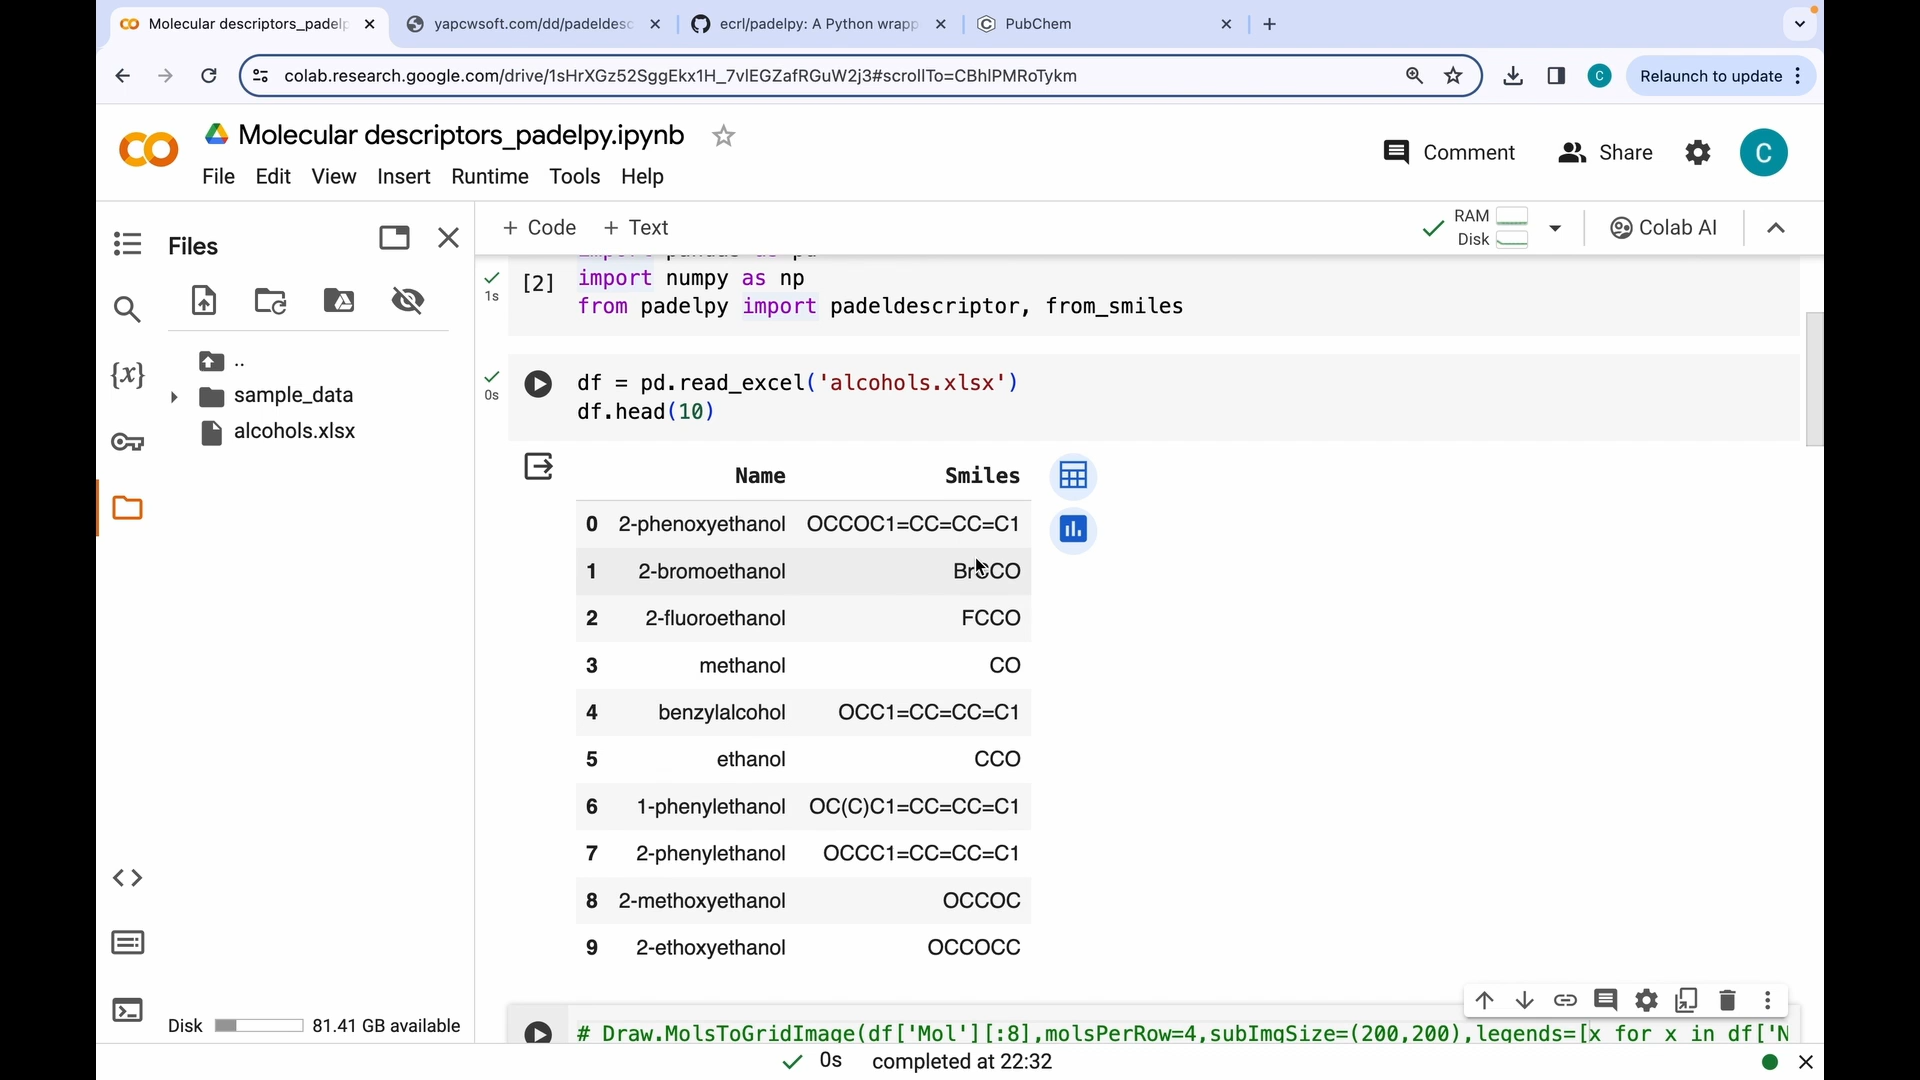 Molecular descriptors_padelp
yapcwsoft.com/dd/padeldesc
ecrl/padelpy: A Python wrapp
PubChem
colab.research.google.com/drive/1sHrXGz52SggEkx1H_7vlEGZafRGuW2j3#scrollTo=CBhlPMRoTykm
C
Relaunch to update
CO
Molecular descriptors_padelpy.ipynb
Comment
Share
C
File Edit View Insert Runtime Tools Help
Files
+ Code + Text
RAM
Disk
Colab AI
..
sample_data
alcohols.xlsx
{x}
1s
[2]
import numpy as np
from padelpy import padeldescriptor, from_smiles
0s
df = pd.read_excel('alcohols.xlsx')
df.head(10)
Name Smiles
0 2-phenoxyethanol OCCOC1=CC=CC=C1
1 2-bromoethanol BrCCO
2 2-fluoroethanol FCCO
3 methanol CO
4 benzylalcohol OCC1=CC=CC=C1
5 ethanol CCO
6 1-phenylethanol OC(C)C1=CC=CC=C1
7 2-phenylethanol OCCC1=CC=CC=C1
8 2-methoxyethanol OCCOC
9 2-ethoxyethanol OCCOCC
# Draw.MolsToGridImage(df['Mol'][:8],molsPerRow=4,subImgSize=(200,200),legends=[x for x in df['N
Disk 81.41 GB available
0s completed at 22:32